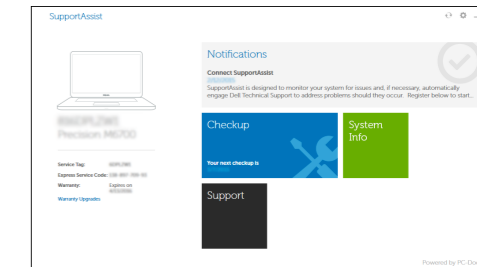 SupportAssist
Notifications
Connect SupportAssist
SupportAssist is designed to monitor your system for issues and, if necessary, automatically
engage Dell Technical Support to address problems should they occur. Register below to start..
Precision M6700
Checkup
System
Info
Your next checkup is
Service Tag:
Express Service Code:
Warranty:
Expires on
Warranty Upgrades
Support
Powered by PC-Doc